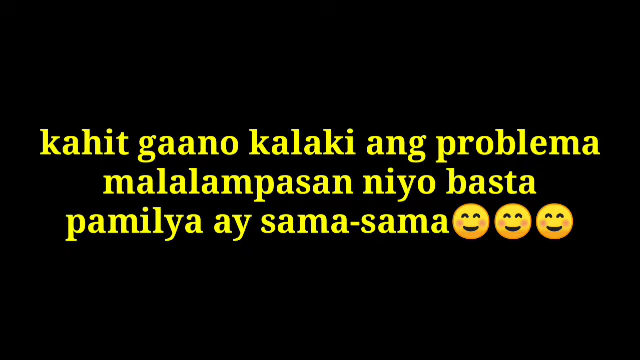 kahit gaano kalaki ang problema
malalampasan niyo basta
pamilya ay sama-sama😊😊😊